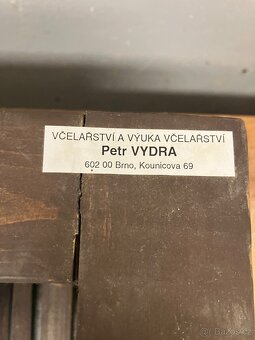 VČELAŘSTVÍ A VÝUKA VČELAŘSTVÍ
Petr VYDRA
602 00 Brno, Kounicova 69